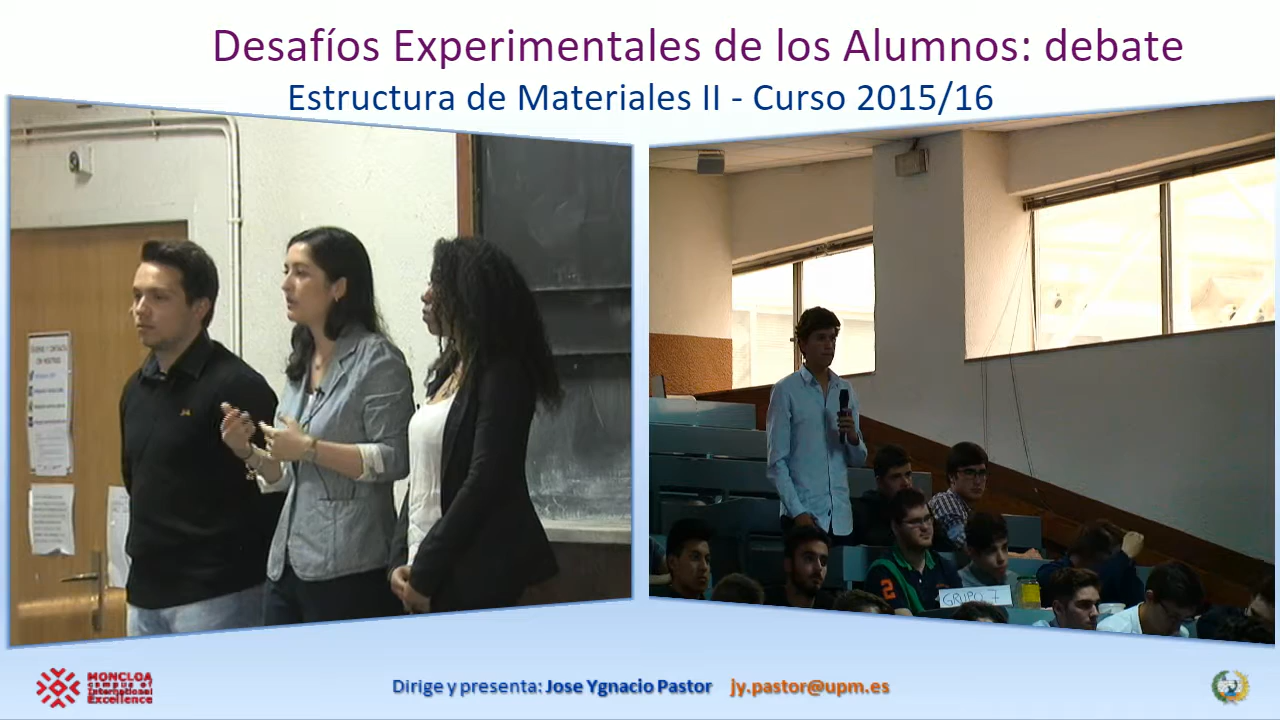 Desafíos Experimentales de los Alumnos: debate
Estructura de Materiales II - Curso 2015/16
GRUPO 7
2
MONCLOA
campus of
International
Excellence
Dirige y presenta: Jose Ygnacio Pastor jy.pastor@upm.es